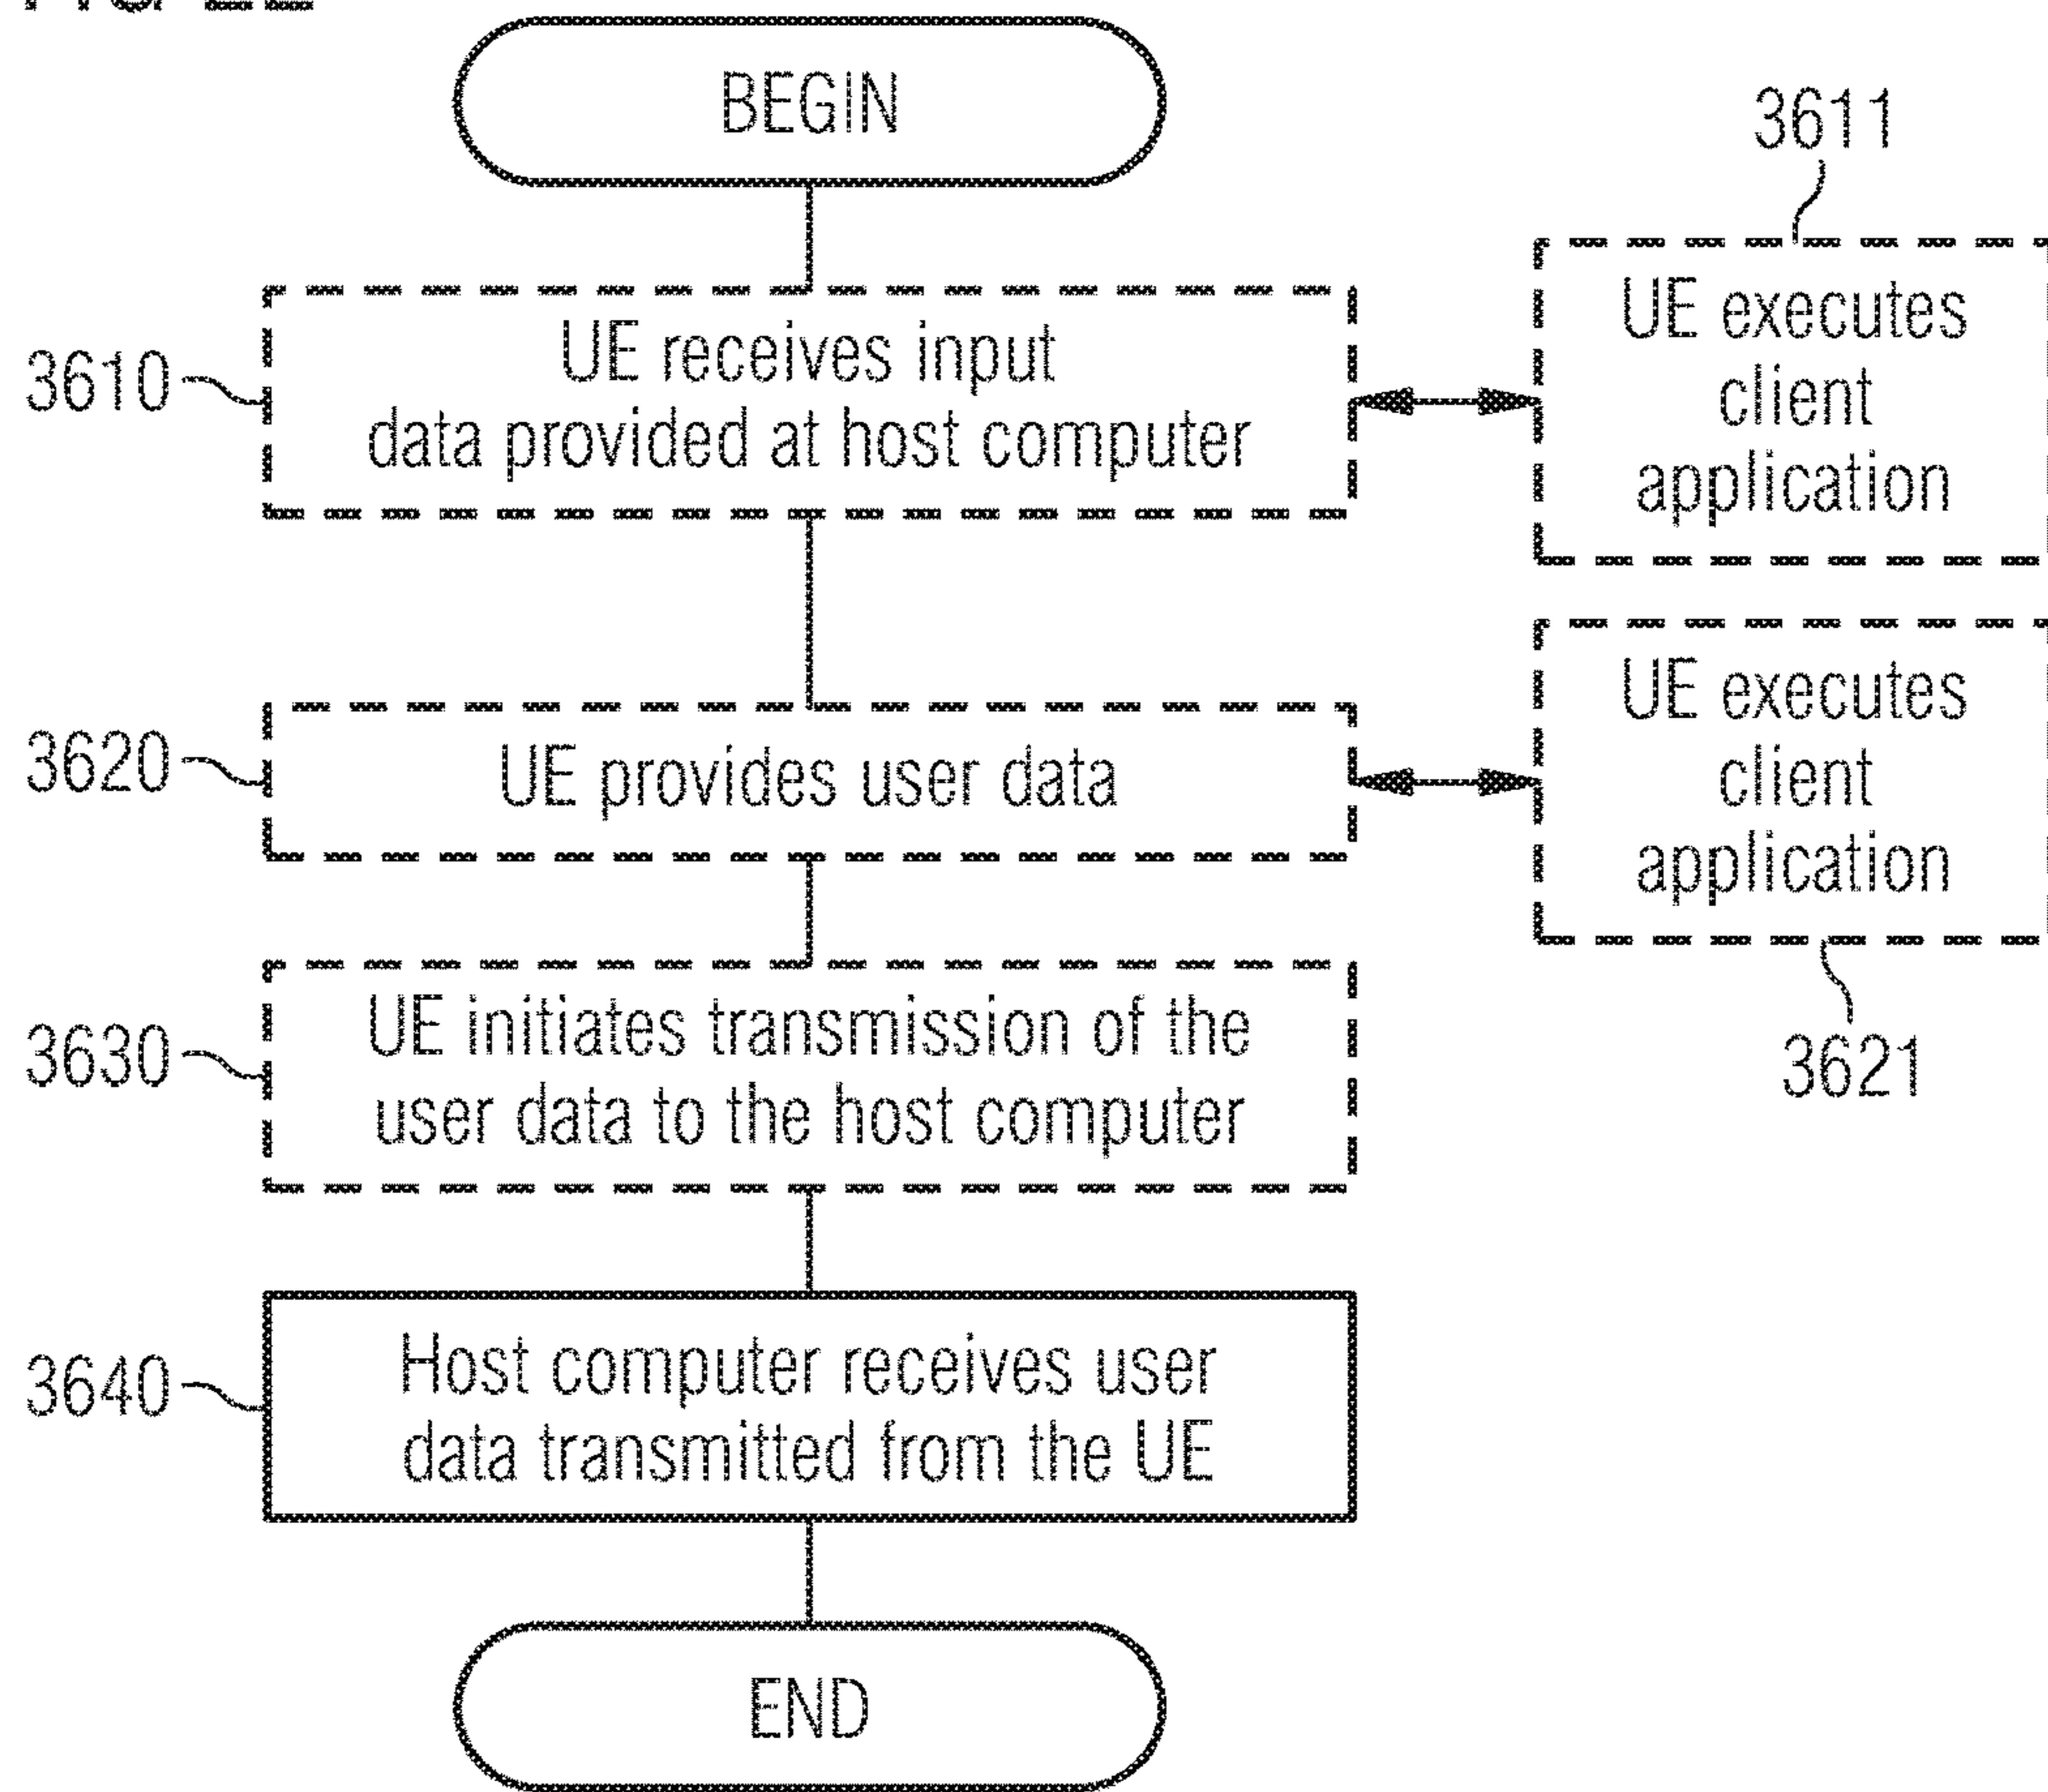 BEGIN
3611
UE executes
client
application
3610
UE receives input
data provided at host computer
3620
UE provides user data
UE executes
client
application
3621
3630
UE initiates transmission of the
user data to the host computer
3640
Host computer receives user
data transmitted from the UE
END